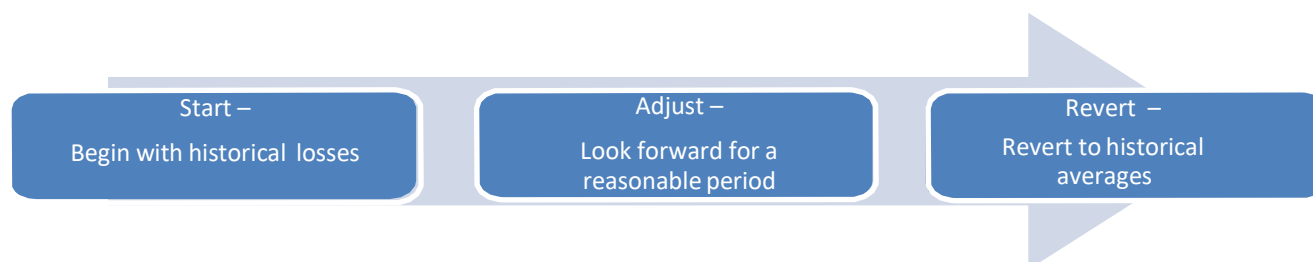 Start –
Begin with historical losses
Adjust –
Look forward for a
reasonable period
Revert –
Revert to historical
averages